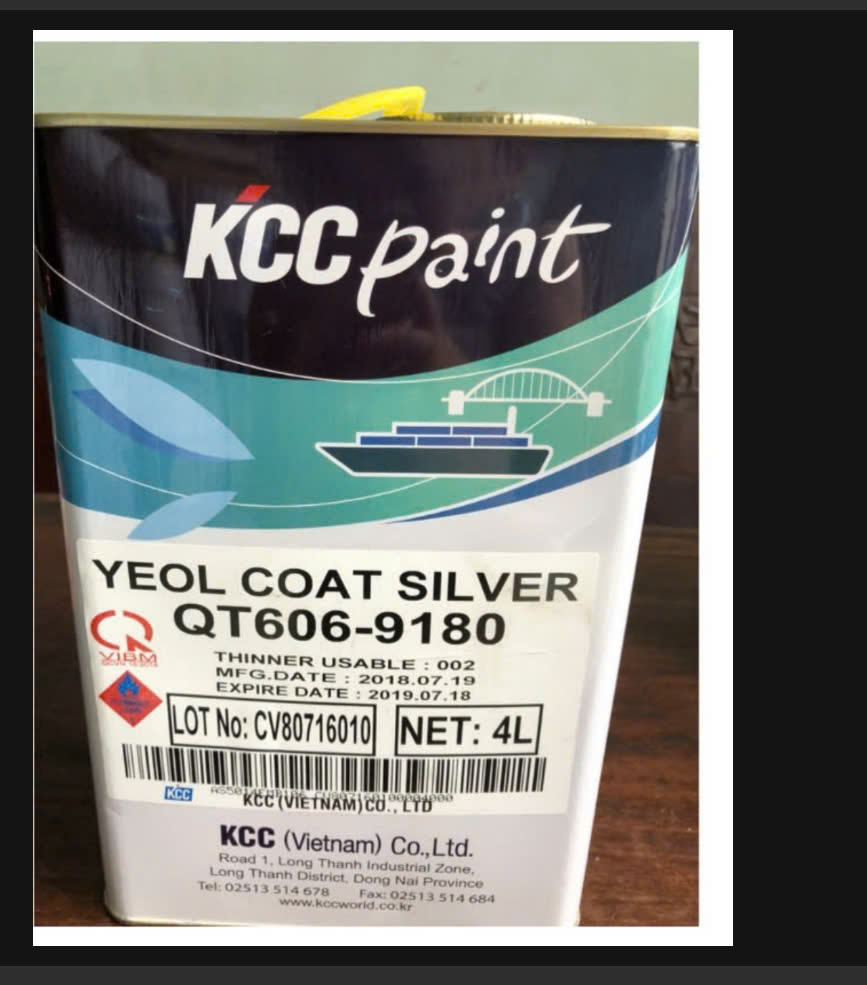 KCC paint
YEOL COAT SILVER
QT606-9180
VIBM
THINNER USABLE : 002
MFG.DATE : 2018.07.19
EXPIRE DATE : 2019.07.18
LOT No: CV80716010
NET: 4L
KCC
KCC (VIETNAM)CO., LTD
KCC (Vietnam) Co.,Ltd.
Road 1, Long Thanh Industrial Zone,
Long Thanh District, Dong Nai Province
Tel: 02513 514 678 Fax: 02513 514 684
www.kccworld.co.kr